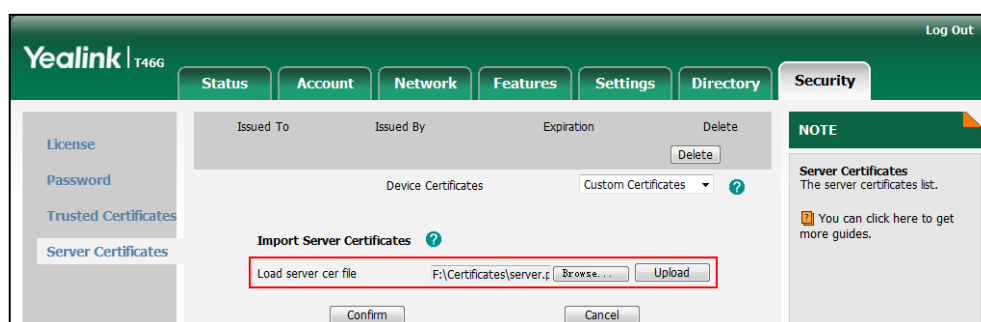 Log Out
Yealink | T46G
Status Account Network Features Settings Directory Security
License
Password
Trusted Certificates
Server Certificates
Issued To Issued By Expiration Delete
Delete
Device Certificates Custom Certificates
Import Server Certificates
Load server cer file F:\Certificates\server.p Browse... Upload
Confirm Cancel
NOTE
Server Certificates
The server certificates list.
You can click here to get
more guides.